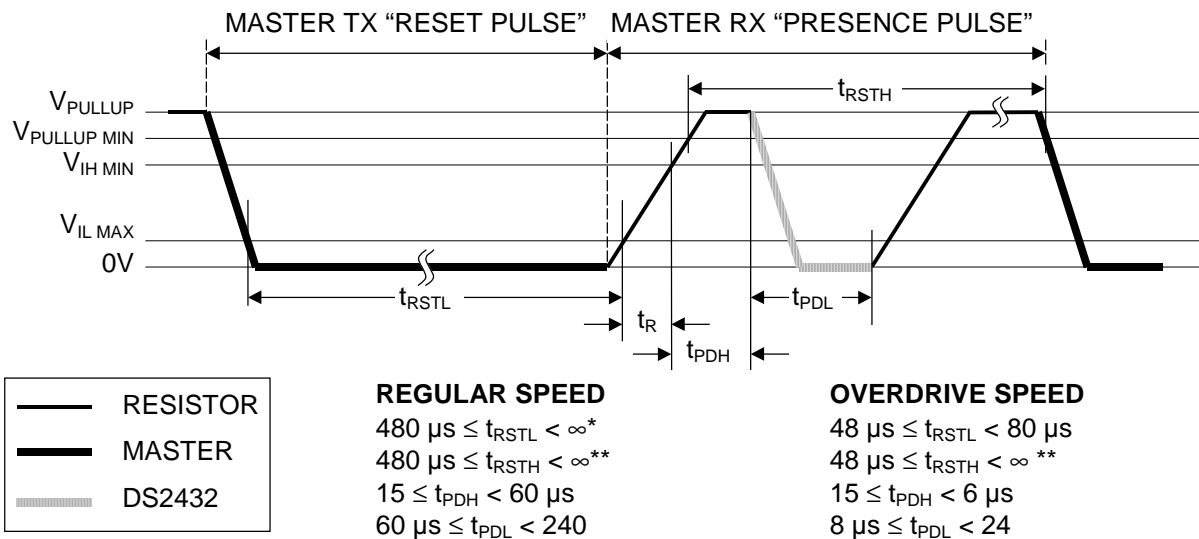 MASTER TX “RESET PULSE”
MASTER RX “PRESENCE PULSE”
tRSTH
VPULLUP
VPULLUP MIN
VIH MIN
VIL MAX
0V
tRSTL
tPDL
tR
tPDH
RESISTOR
MASTER
DS2432
REGULAR SPEED
480 µs ≤ tRSTL < ∞*
480 µs ≤ tRSTH < ∞**
15 ≤ tPDH < 60 µs
60 µs ≤ tPDL < 240
OVERDRIVE SPEED
48 µs ≤ tRSTL < 80 µs
48 µs ≤ tRSTH < ∞ **
15 ≤ tPDH < 6 µs
8 µs ≤ tPDL < 24